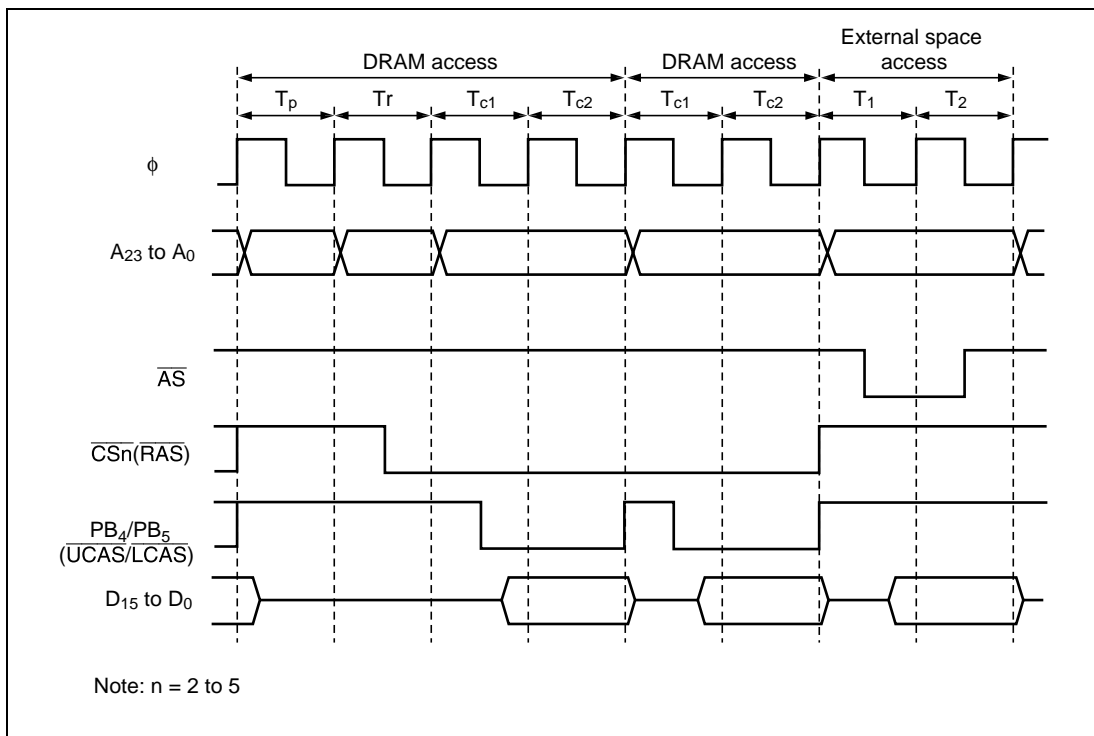 External space
DRAM access DRAM access access
Tp Tr Tc1 Tc2 Tc1 Tc2 T1 T2
φ
A23 to A0
AS
CSn(RAS)
PB4/PB5
(UCAS/LCAS)
D15 to D0
Note: n = 2 to 5